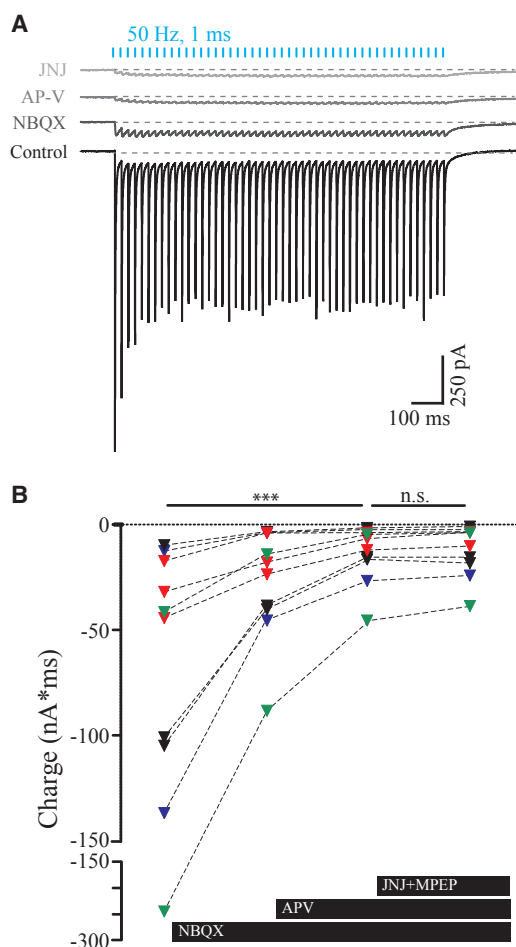 A
50 Hz, 1 ms
JNJ
AP-V
NBQX
Control
250 pA
100 ms
B
***
n.s.
0
-50
-100
-150
-150
-300
Charge (nA*ms)
JNJ+MPEP
APV
NBQX